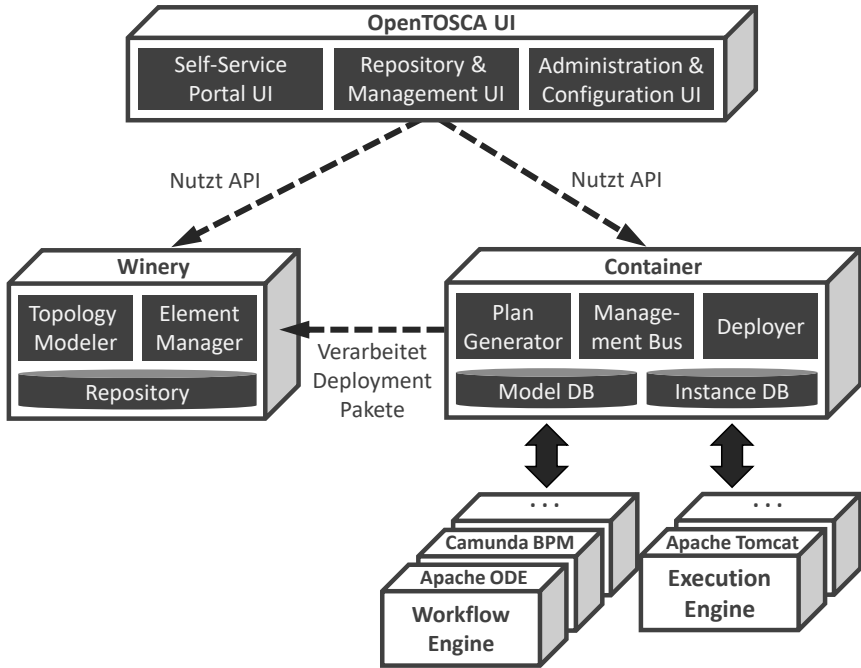 OpenTOSCA UI
Self-Service
Portal UI
Repository &
Management UI
Administration &
Configuration UI
Nutzt API
Nutzt API
Winery
Topology
Modeler
Element
Manager
Repository
Verarbeitet
Deployment
Pakete
Container
Plan
Generator
Manage-
ment Bus
Deployer
Model DB
Instance DB
. . .
Camunda BPM
Apache ODE
Workflow
Engine
. . .
Apache Tomcat
Execution
Engine